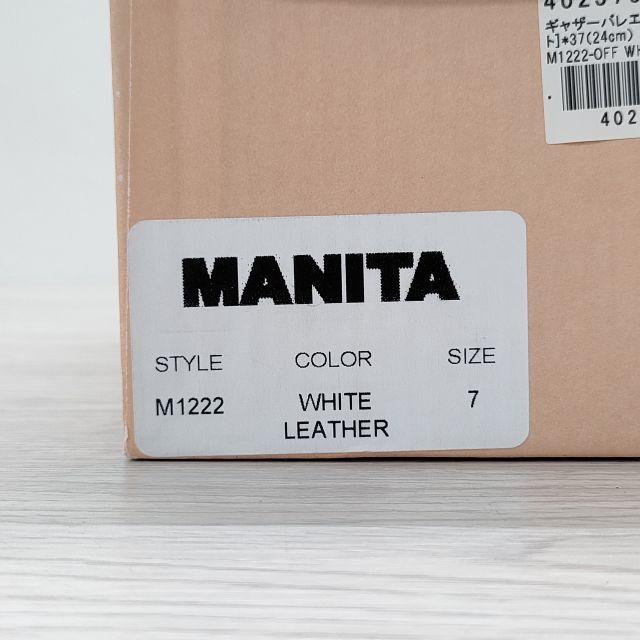 ギャザーバレエ
ト]*37(24cm)
M1222-OFF WH
402
MANITA
STYLE COLOR SIZE
M1222 WHITE 7
LEATHER